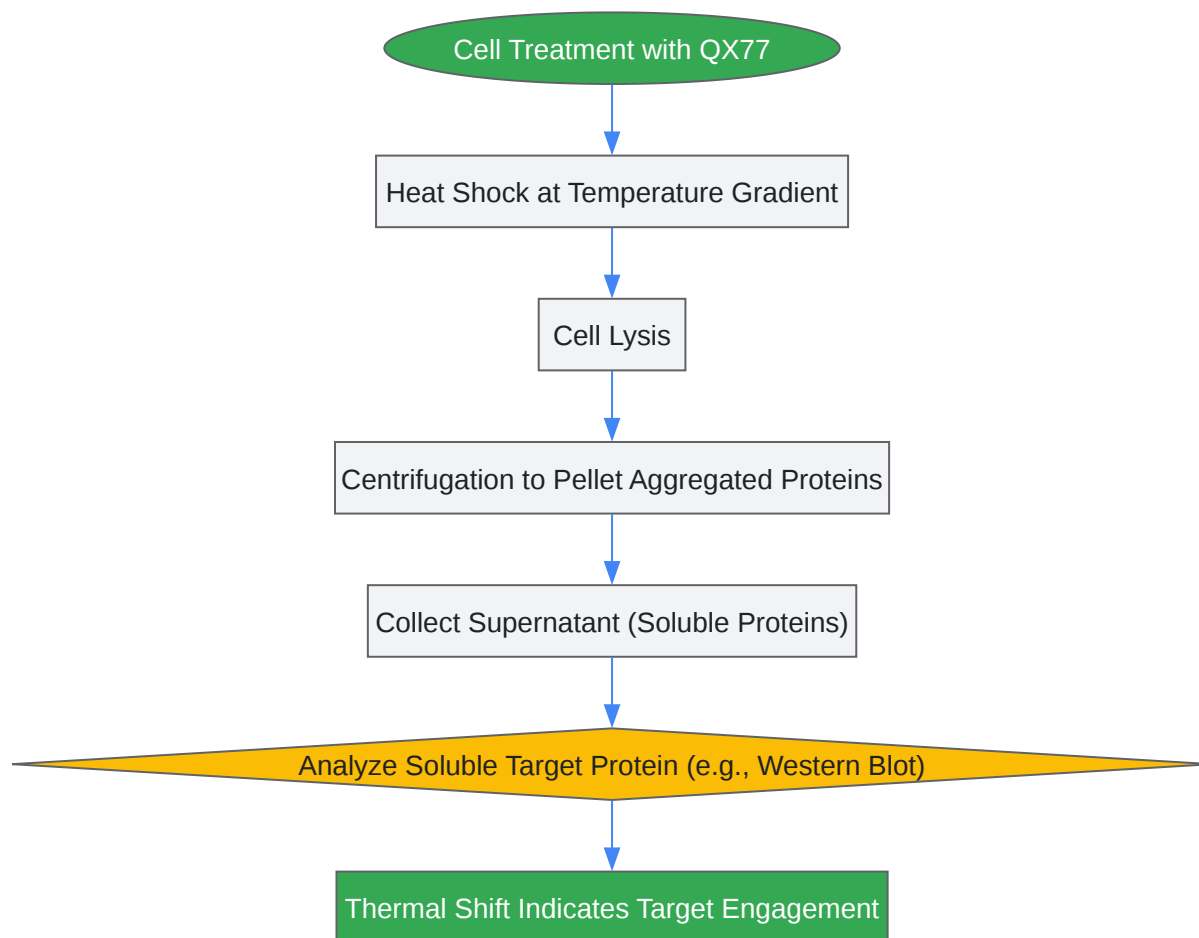 Cell Treatment with QX77
Heat Shock at Temperature Gradient
Cell Lysis
Centrifugation to Pellet Aggregated Proteins
Collect Supernatant (Soluble Proteins)
Analyze Soluble Target Protein (e.g., Western Blot)
Thermal Shift Indicates Target Engagement